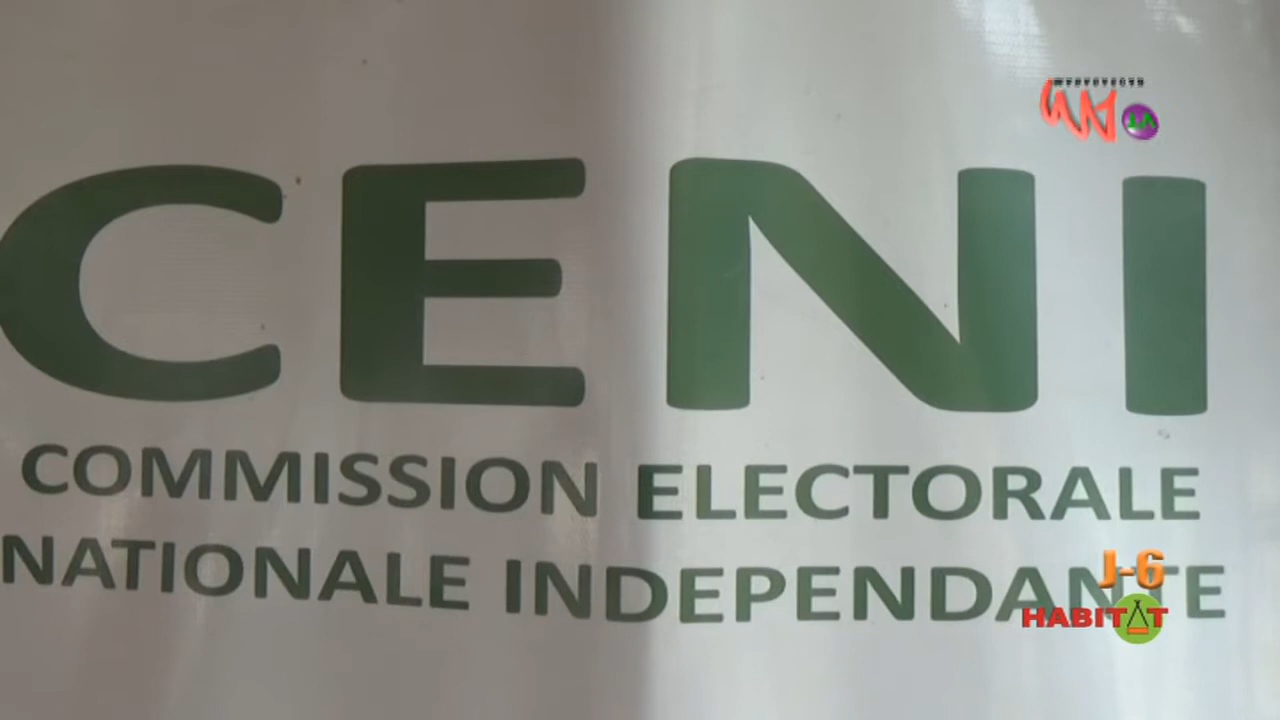 CENI
COMMISSION ELECTORALE
NATIONALE INDEPENDANTE
J-6
HABITAT